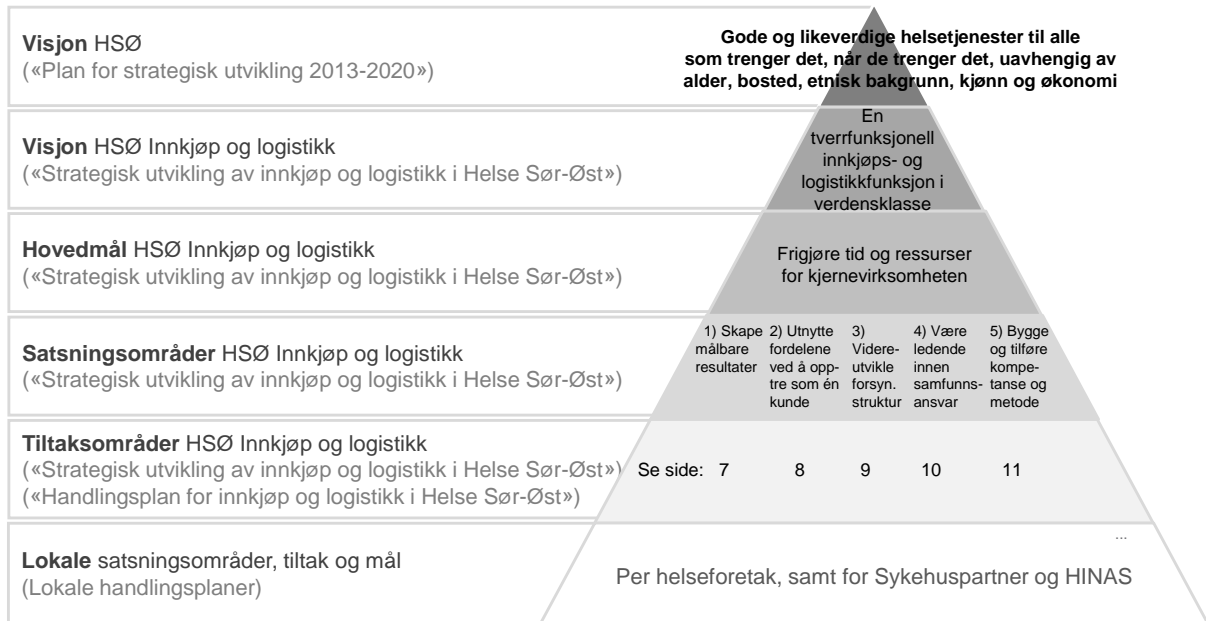 Visjon HSØ
(«Plan for strategisk utvikling 2013-2020»)
Gode og likeverdige helsetjenester til alle
som trenger det, når de trenger det, uavhengig av
alder, bosted, etnisk bakgrunn, kjønn og økonomi
Visjon HSØ Innkjøp og logistikk
(«Strategisk utvikling av innkjøp og logistikk i Helse Sør-Øst»)
En
tverrfunksjonell
innkjøps- og
logistikkfunksjon i
verdensklasse
Hovedmål HSØ Innkjøp og logistikk
(«Strategisk utvikling av innkjøp og logistikk i Helse Sør-Øst»)
Frigjøre tid og ressurser
for kjernevirksomheten
Satsningsområder HSØ Innkjøp og logistikk
(«Strategisk utvikling av innkjøp og logistikk i Helse Sør-Øst»)
1) Skape
målbare
resultater
2) Utnytte
fordelene
ved å opp-
tre som én
kunde
3)
Videre-
utvikle
forsyn.
struktur
4) Være
ledende
innen
samfunns-
ansvar
5) Bygge
og tilføre
kompe-
tanse og
metode
Tiltaksområder HSØ Innkjøp og logistikk
(«Strategisk utvikling av innkjøp og logistikk i Helse Sør-Øst»)
(«Handlingsplan for innkjøp og logistikk i Helse Sør-Øst»)
Se side: 7 8 9 10 11
Lokale satsningsområder, tiltak og mål
(Lokale handlingsplaner)
...
Per helseforetak, samt for Sykehuspartner og HINAS